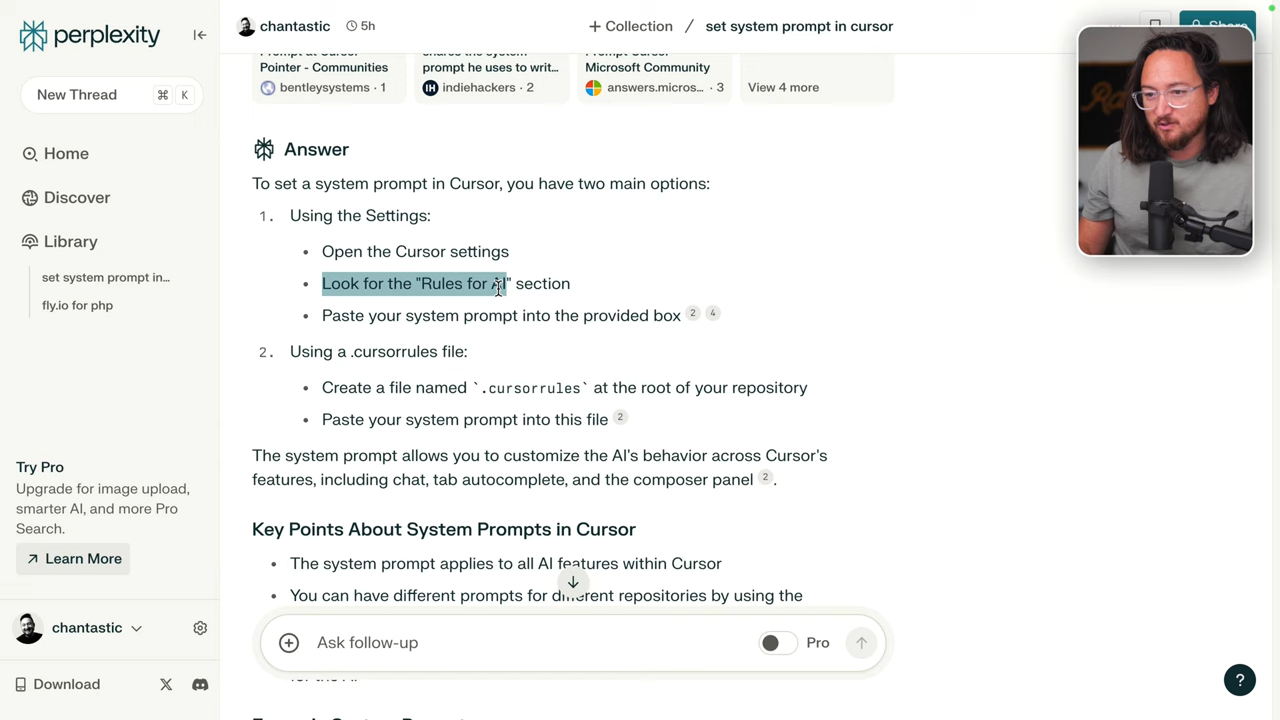 perplexity
New Thread ⌘ K
Home
Discover
Library
set system prompt in...
fly.io for php
Try Pro
Upgrade for image upload,
smarter AI, and more Pro
Search.
Learn More
chantastic
Download
chantastic 5h
+ Collection / set system prompt in cursor
Share
Pointer - Communities
bentleysystems · 1
prompt he uses to writ...
indiehackers · 2
Microsoft Community
answers.micros... · 3
View 4 more
Answer
To set a system prompt in Cursor, you have two main options:
1. Using the Settings:
• Open the Cursor settings
• Look for the "Rules for AI" section
• Paste your system prompt into the provided box 2 4
2. Using a .cursorrules file:
• Create a file named `.cursorrules` at the root of your repository
• Paste your system prompt into this file 2
The system prompt allows you to customize the AI's behavior across Cursor's
features, including chat, tab autocomplete, and the composer panel 2.
Key Points About System Prompts in Cursor
• The system prompt applies to all AI features within Cursor
• You can have different prompts for different repositories by using the
Ask follow-up
Pro
?